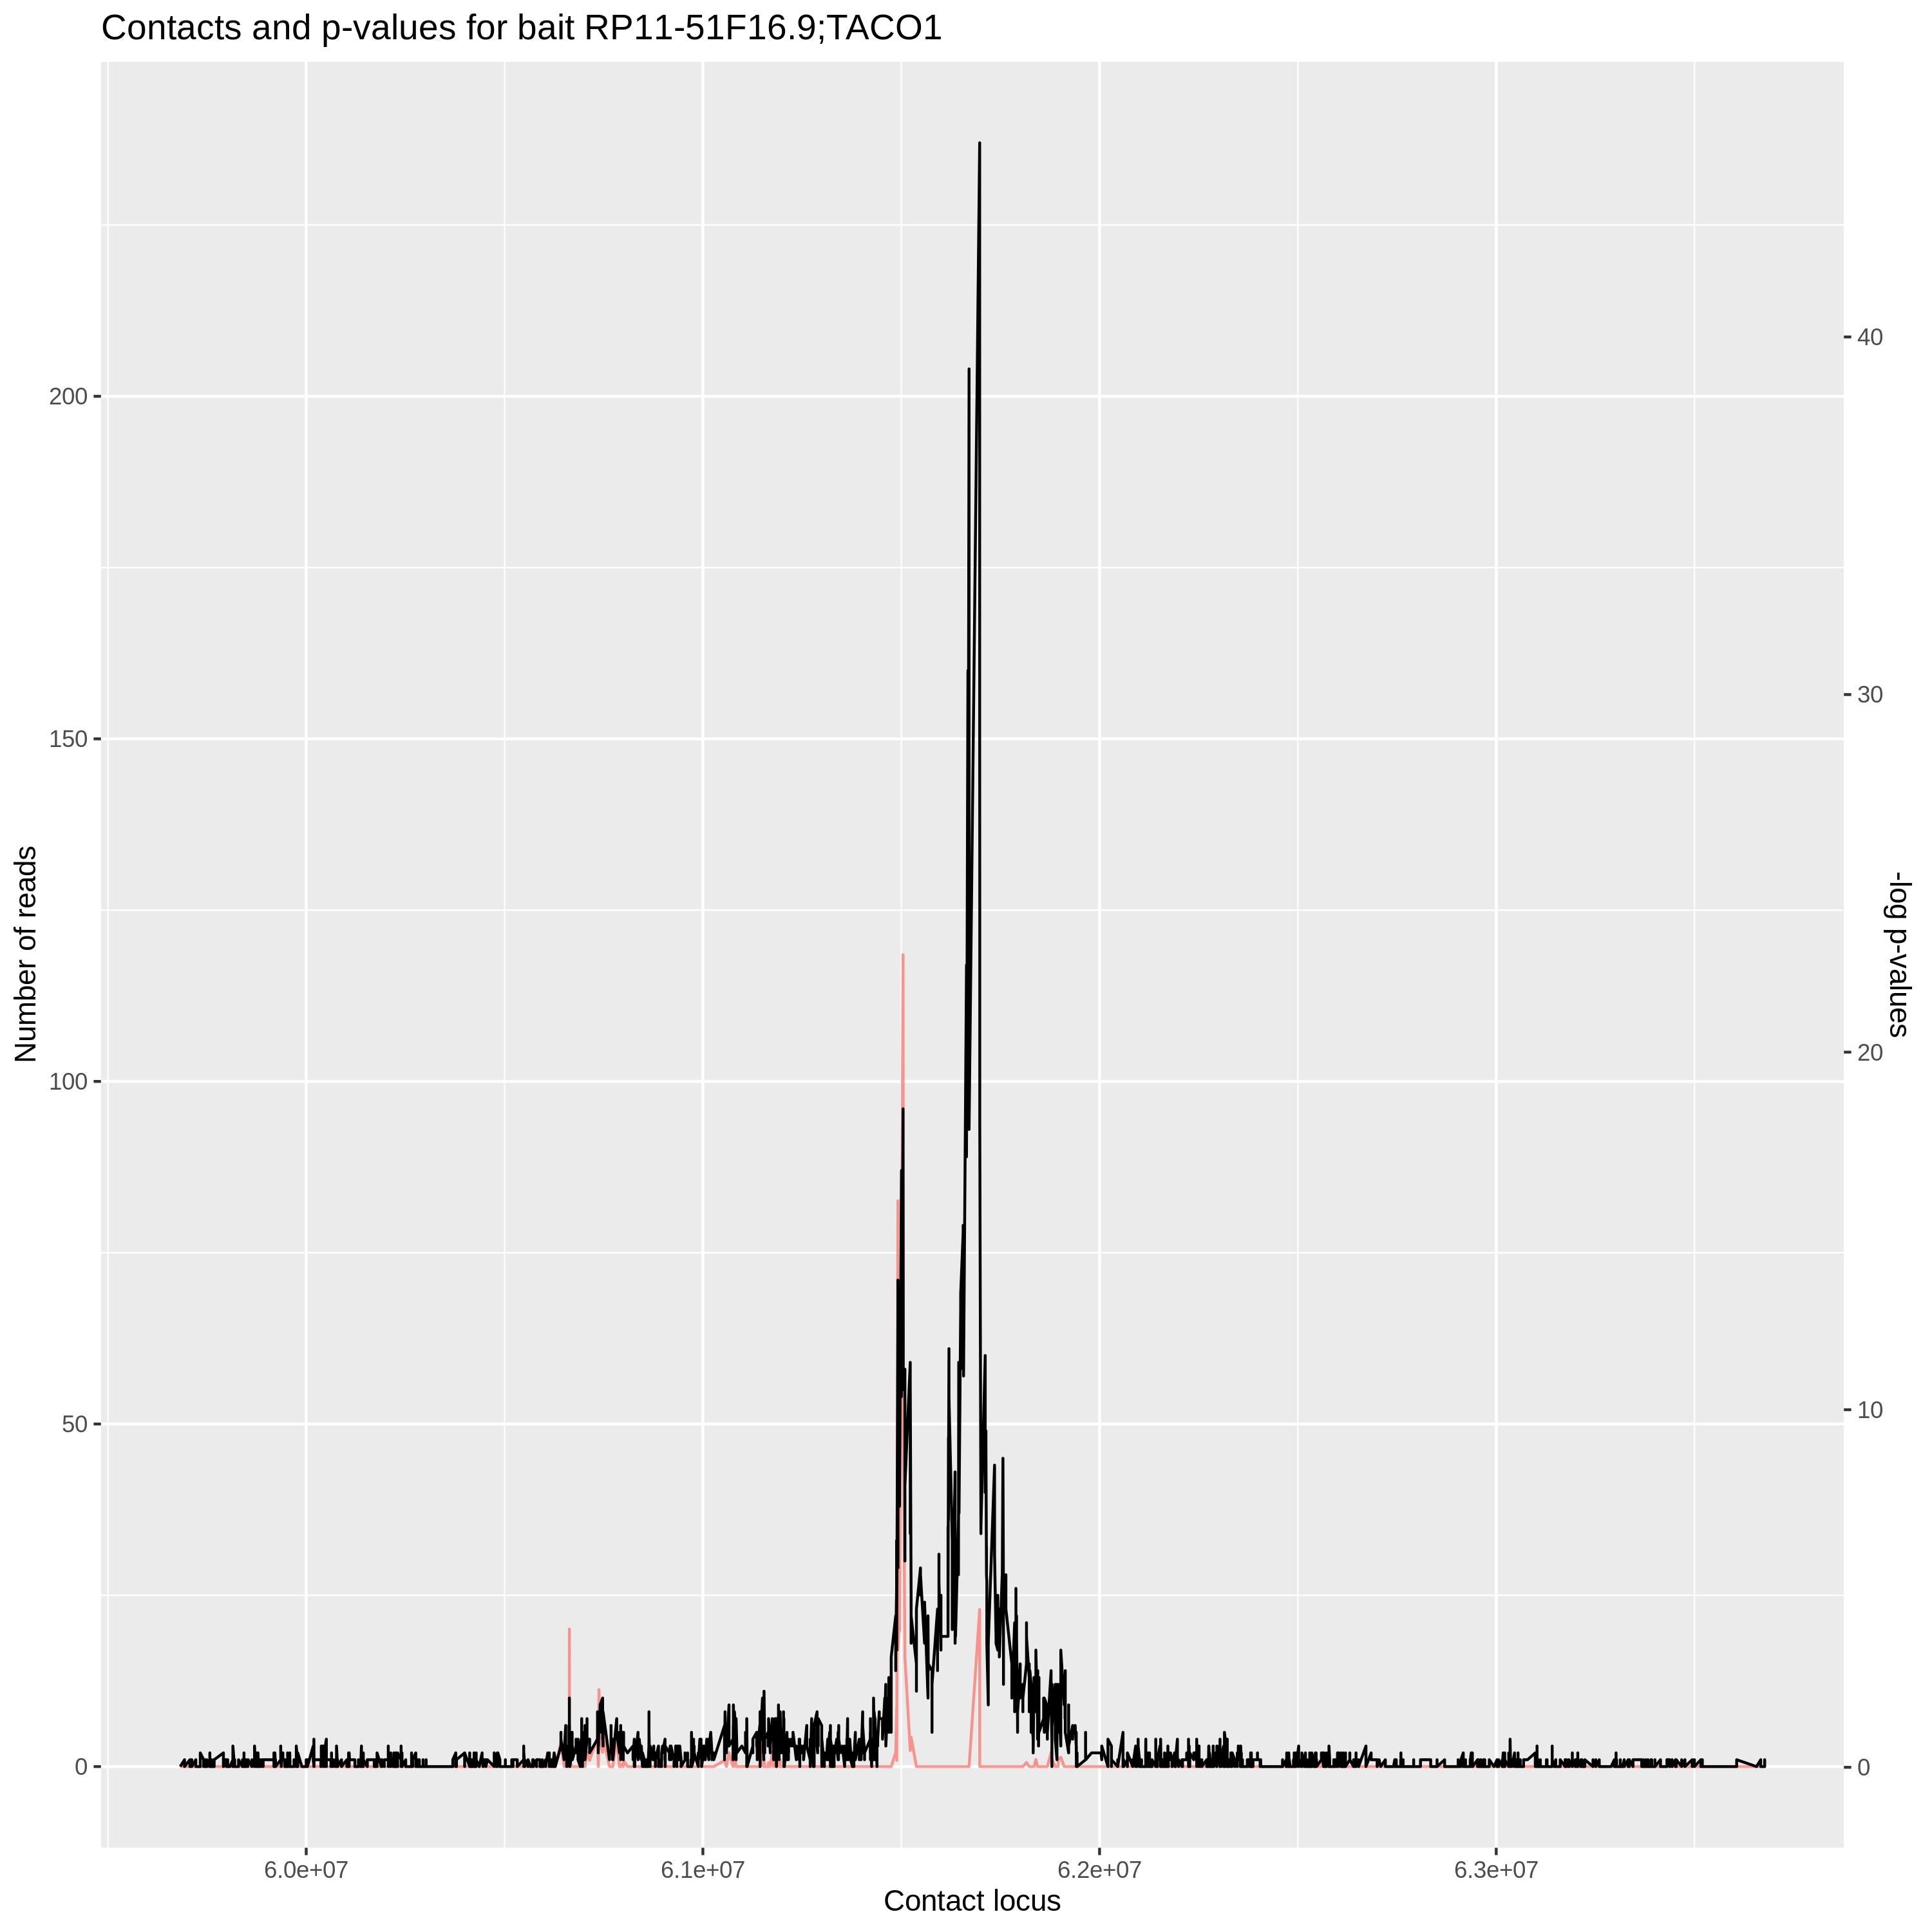 Contacts and p-values for bait RP11-51F16.9;TACO1
Number of reads
200
150
100
50
0
40
30
20
10
0
-log p-values
6.0e+07 6.1e+07 6.2e+07 6.3e+07
Contact locus